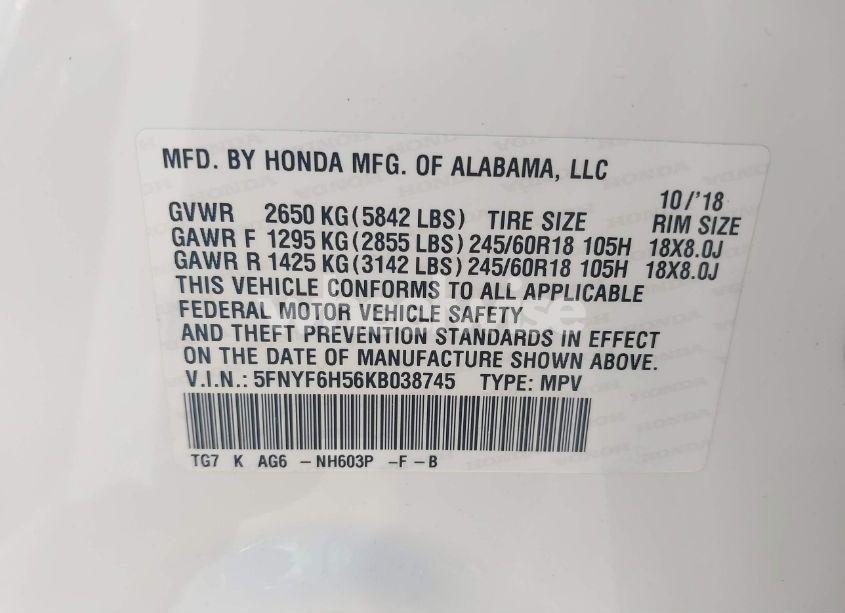 MFD. BY HONDA MFG. OF ALABAMA, LLC
10/'18
GVWR 2650 KG (5842 LBS) TIRE SIZE RIM SIZE
GAWR F 1295 KG (2855 LBS) 245/60R18 105H 18X8.0J
GAWR R 1425 KG (3142 LBS) 245/60R18 105H 18X8.0J
THIS VEHICLE CONFORMS TO ALL APPLICABLE
FEDERAL MOTOR VEHICLE SAFETY
AND THEFT PREVENTION STANDARDS IN EFFECT
ON THE DATE OF MANUFACTURE SHOWN ABOVE.
V.I.N.: 5FNYF6H56KB038745 TYPE: MPV
TG7 K AG6 - NH603P - F - B